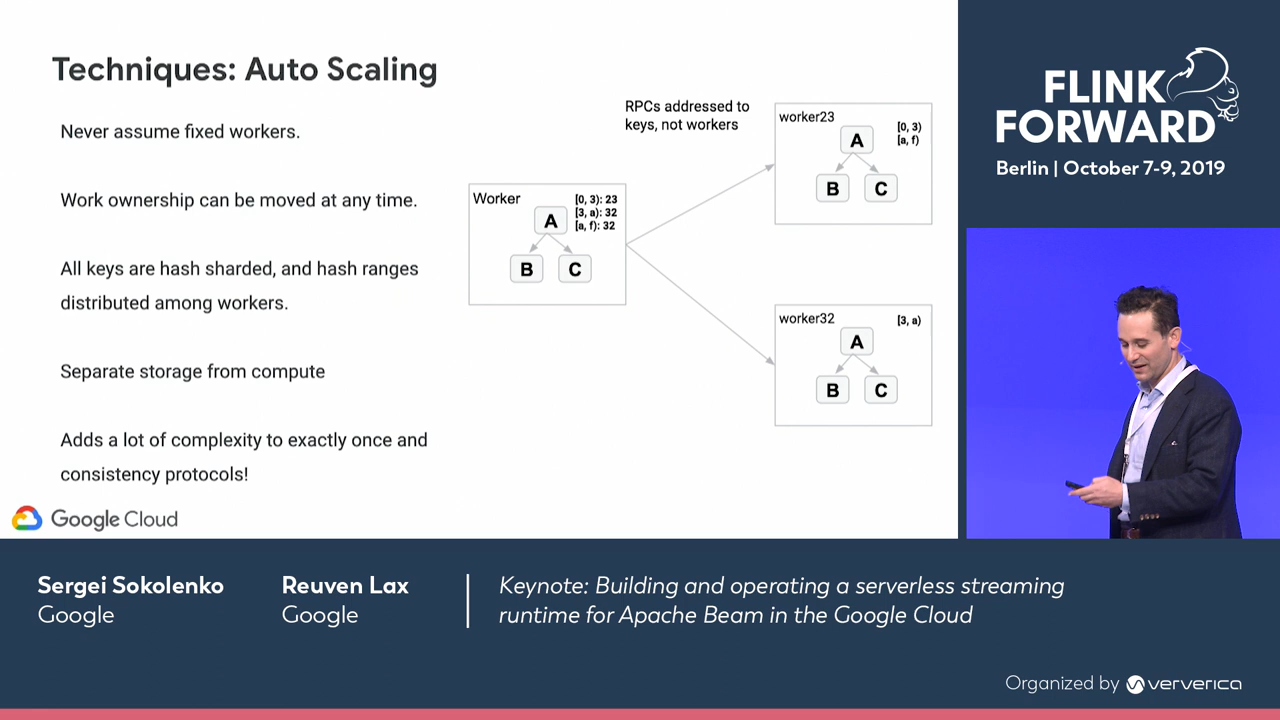 Techniques: Auto Scaling
Never assume fixed workers.
Work ownership can be moved at any time.
All keys are hash sharded, and hash ranges
distributed among workers.
Separate storage from compute
Adds a lot of complexity to exactly once and
consistency protocols!
Google Cloud
RPCs addressed to
keys, not workers
Worker
[0, 3): 23
[3, a): 32
[a, f): 32
A
B C
worker23
[0, 3)
[a, f)
A
B C
worker32
[3, a)
A
B C
FLINK
FORWARD
Berlin | October 7-9, 2019
Sergei Sokolenko
Google
Reuven Lax
Google
Keynote: Building and operating a serverless streaming
runtime for Apache Beam in the Google Cloud
Organized by ververica